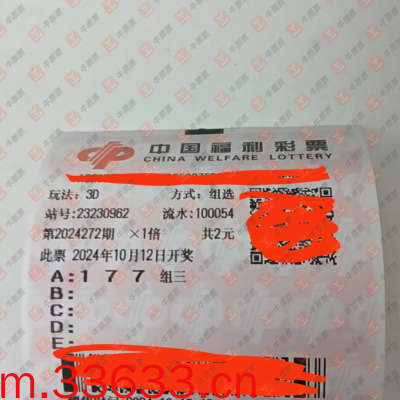 中国福利彩票
CHINA WELFARE LOTTERY
玩法：3D 方式：组选
站号：23230962 流水：100054
第2024272期 ×1倍 共2元
此票 2024年10月12日开奖
A：1 7 7 组三
B：
C：
D：
E：
m.33633.cn